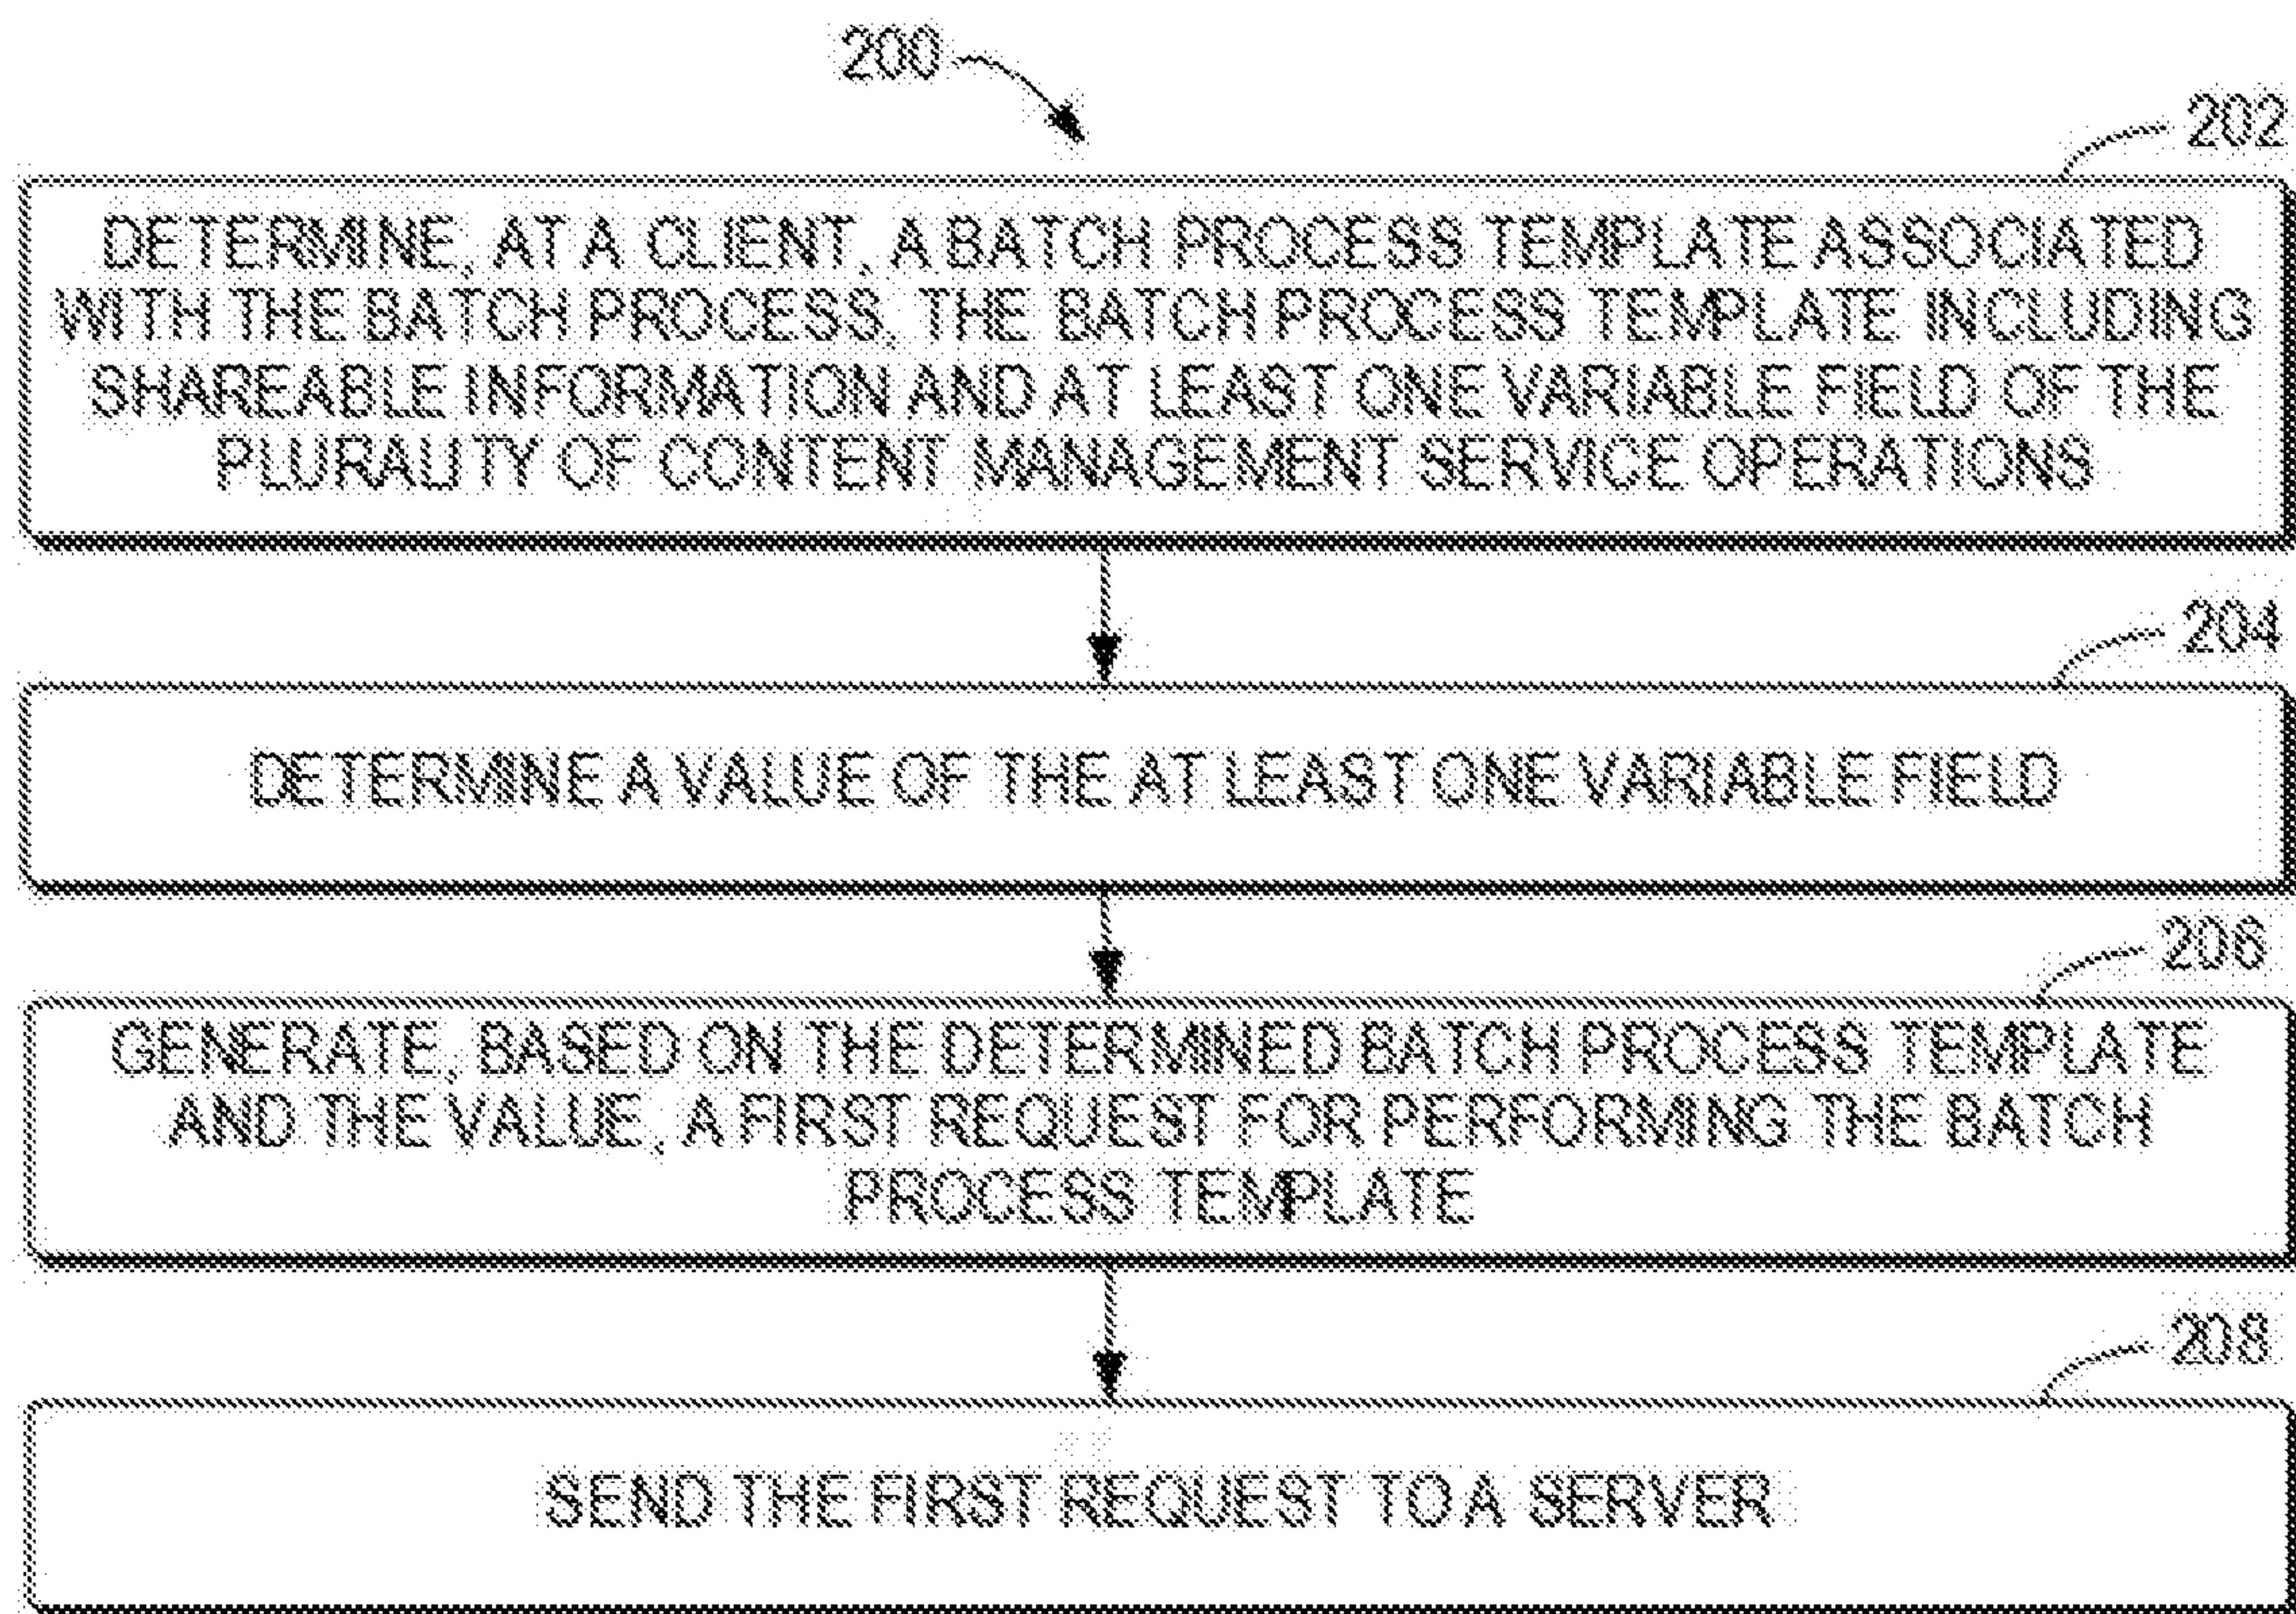 200
202
DETERMINE, AT A CLIENT, A BATCH PROCESS TEMPLATE ASSOCIATED
WITH THE BATCH PROCESS, THE BATCH PROCESS TEMPLATE INCLUDING
SHAREABLE INFORMATION AND AT LEAST ONE VARIABLE FIELD OF THE
PLURALITY OF CONTENT MANAGEMENT SERVICE OPERATIONS
204
DETERMINE A VALUE OF THE AT LEAST ONE VARIABLE FIELD
206
GENERATE, BASED ON THE DETERMINED BATCH PROCESS TEMPLATE
AND THE VALUE, A FIRST REQUEST FOR PERFORMING THE BATCH
PROCESS TEMPLATE
208
SEND THE FIRST REQUEST TO A SERVER